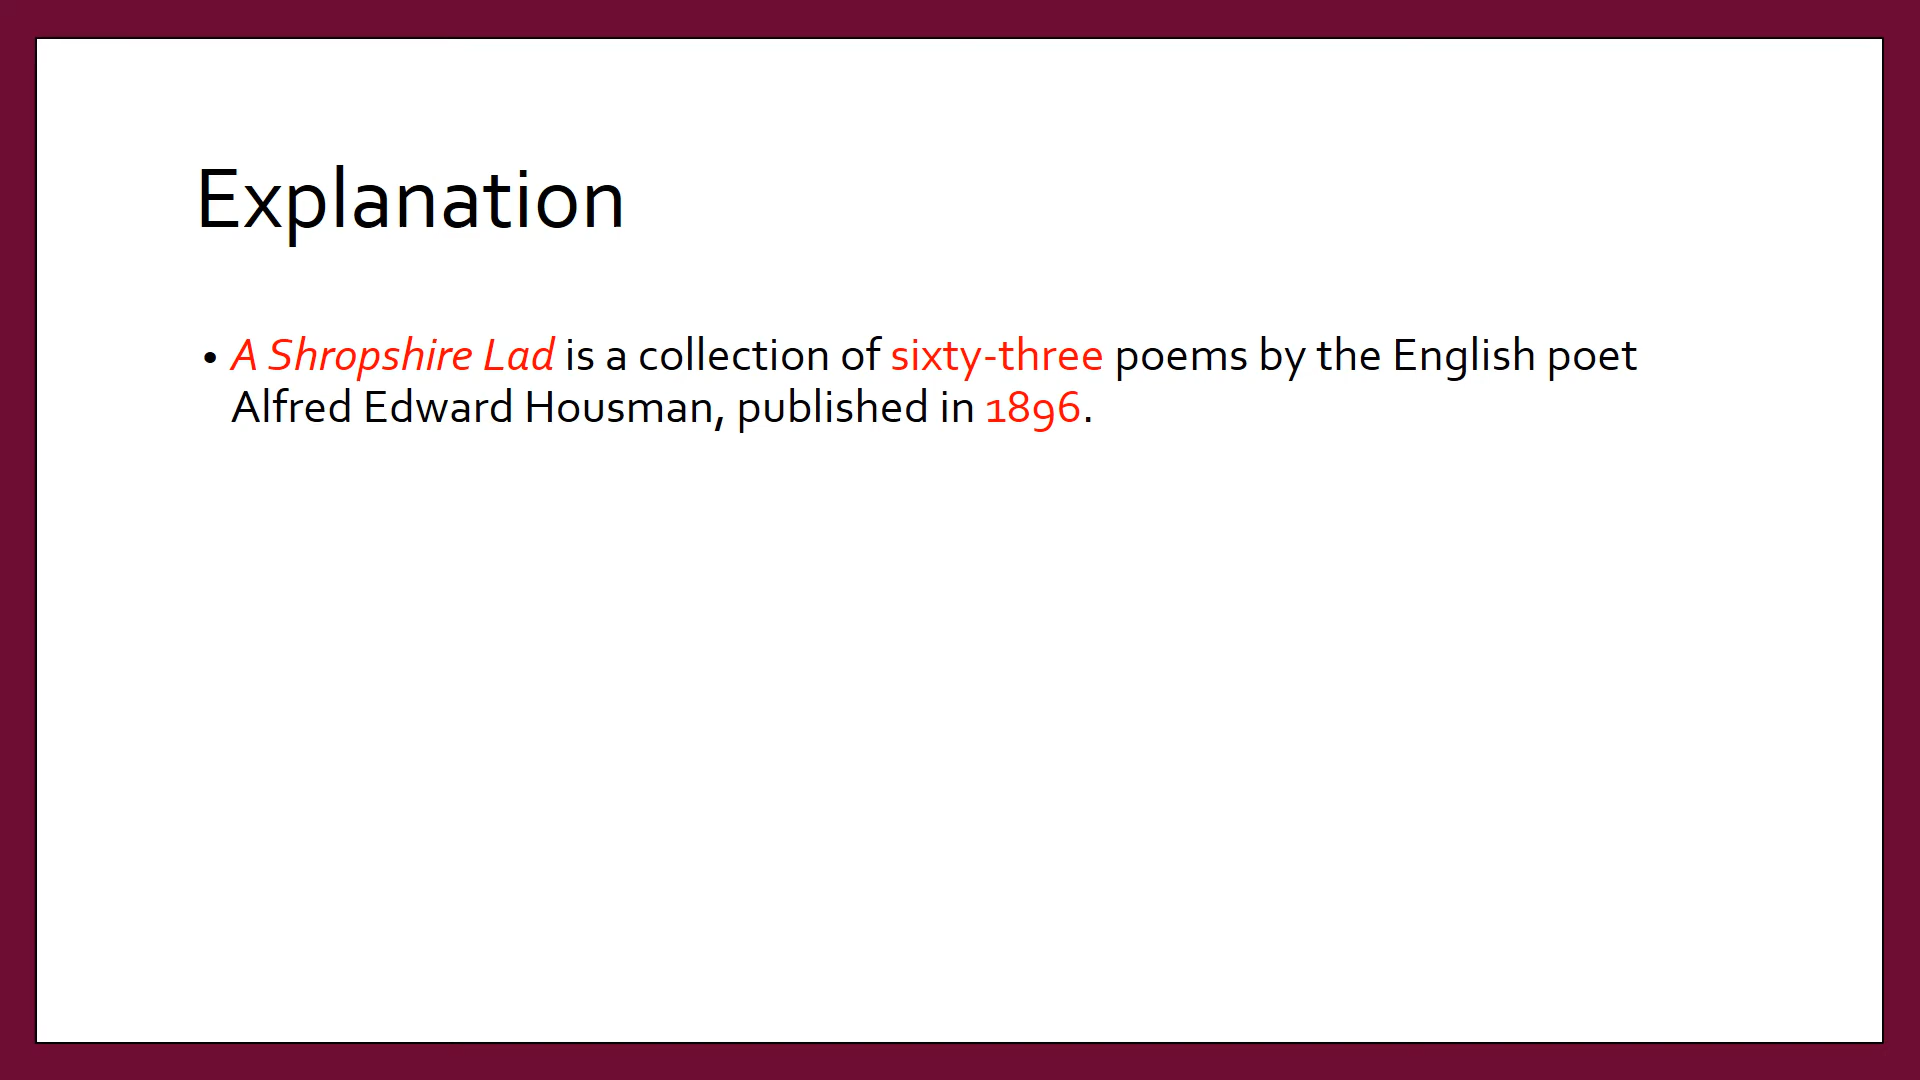 Explanation
• A Shropshire Lad is a collection of sixty-three poems by the English poet
Alfred Edward Housman, published in 1896.